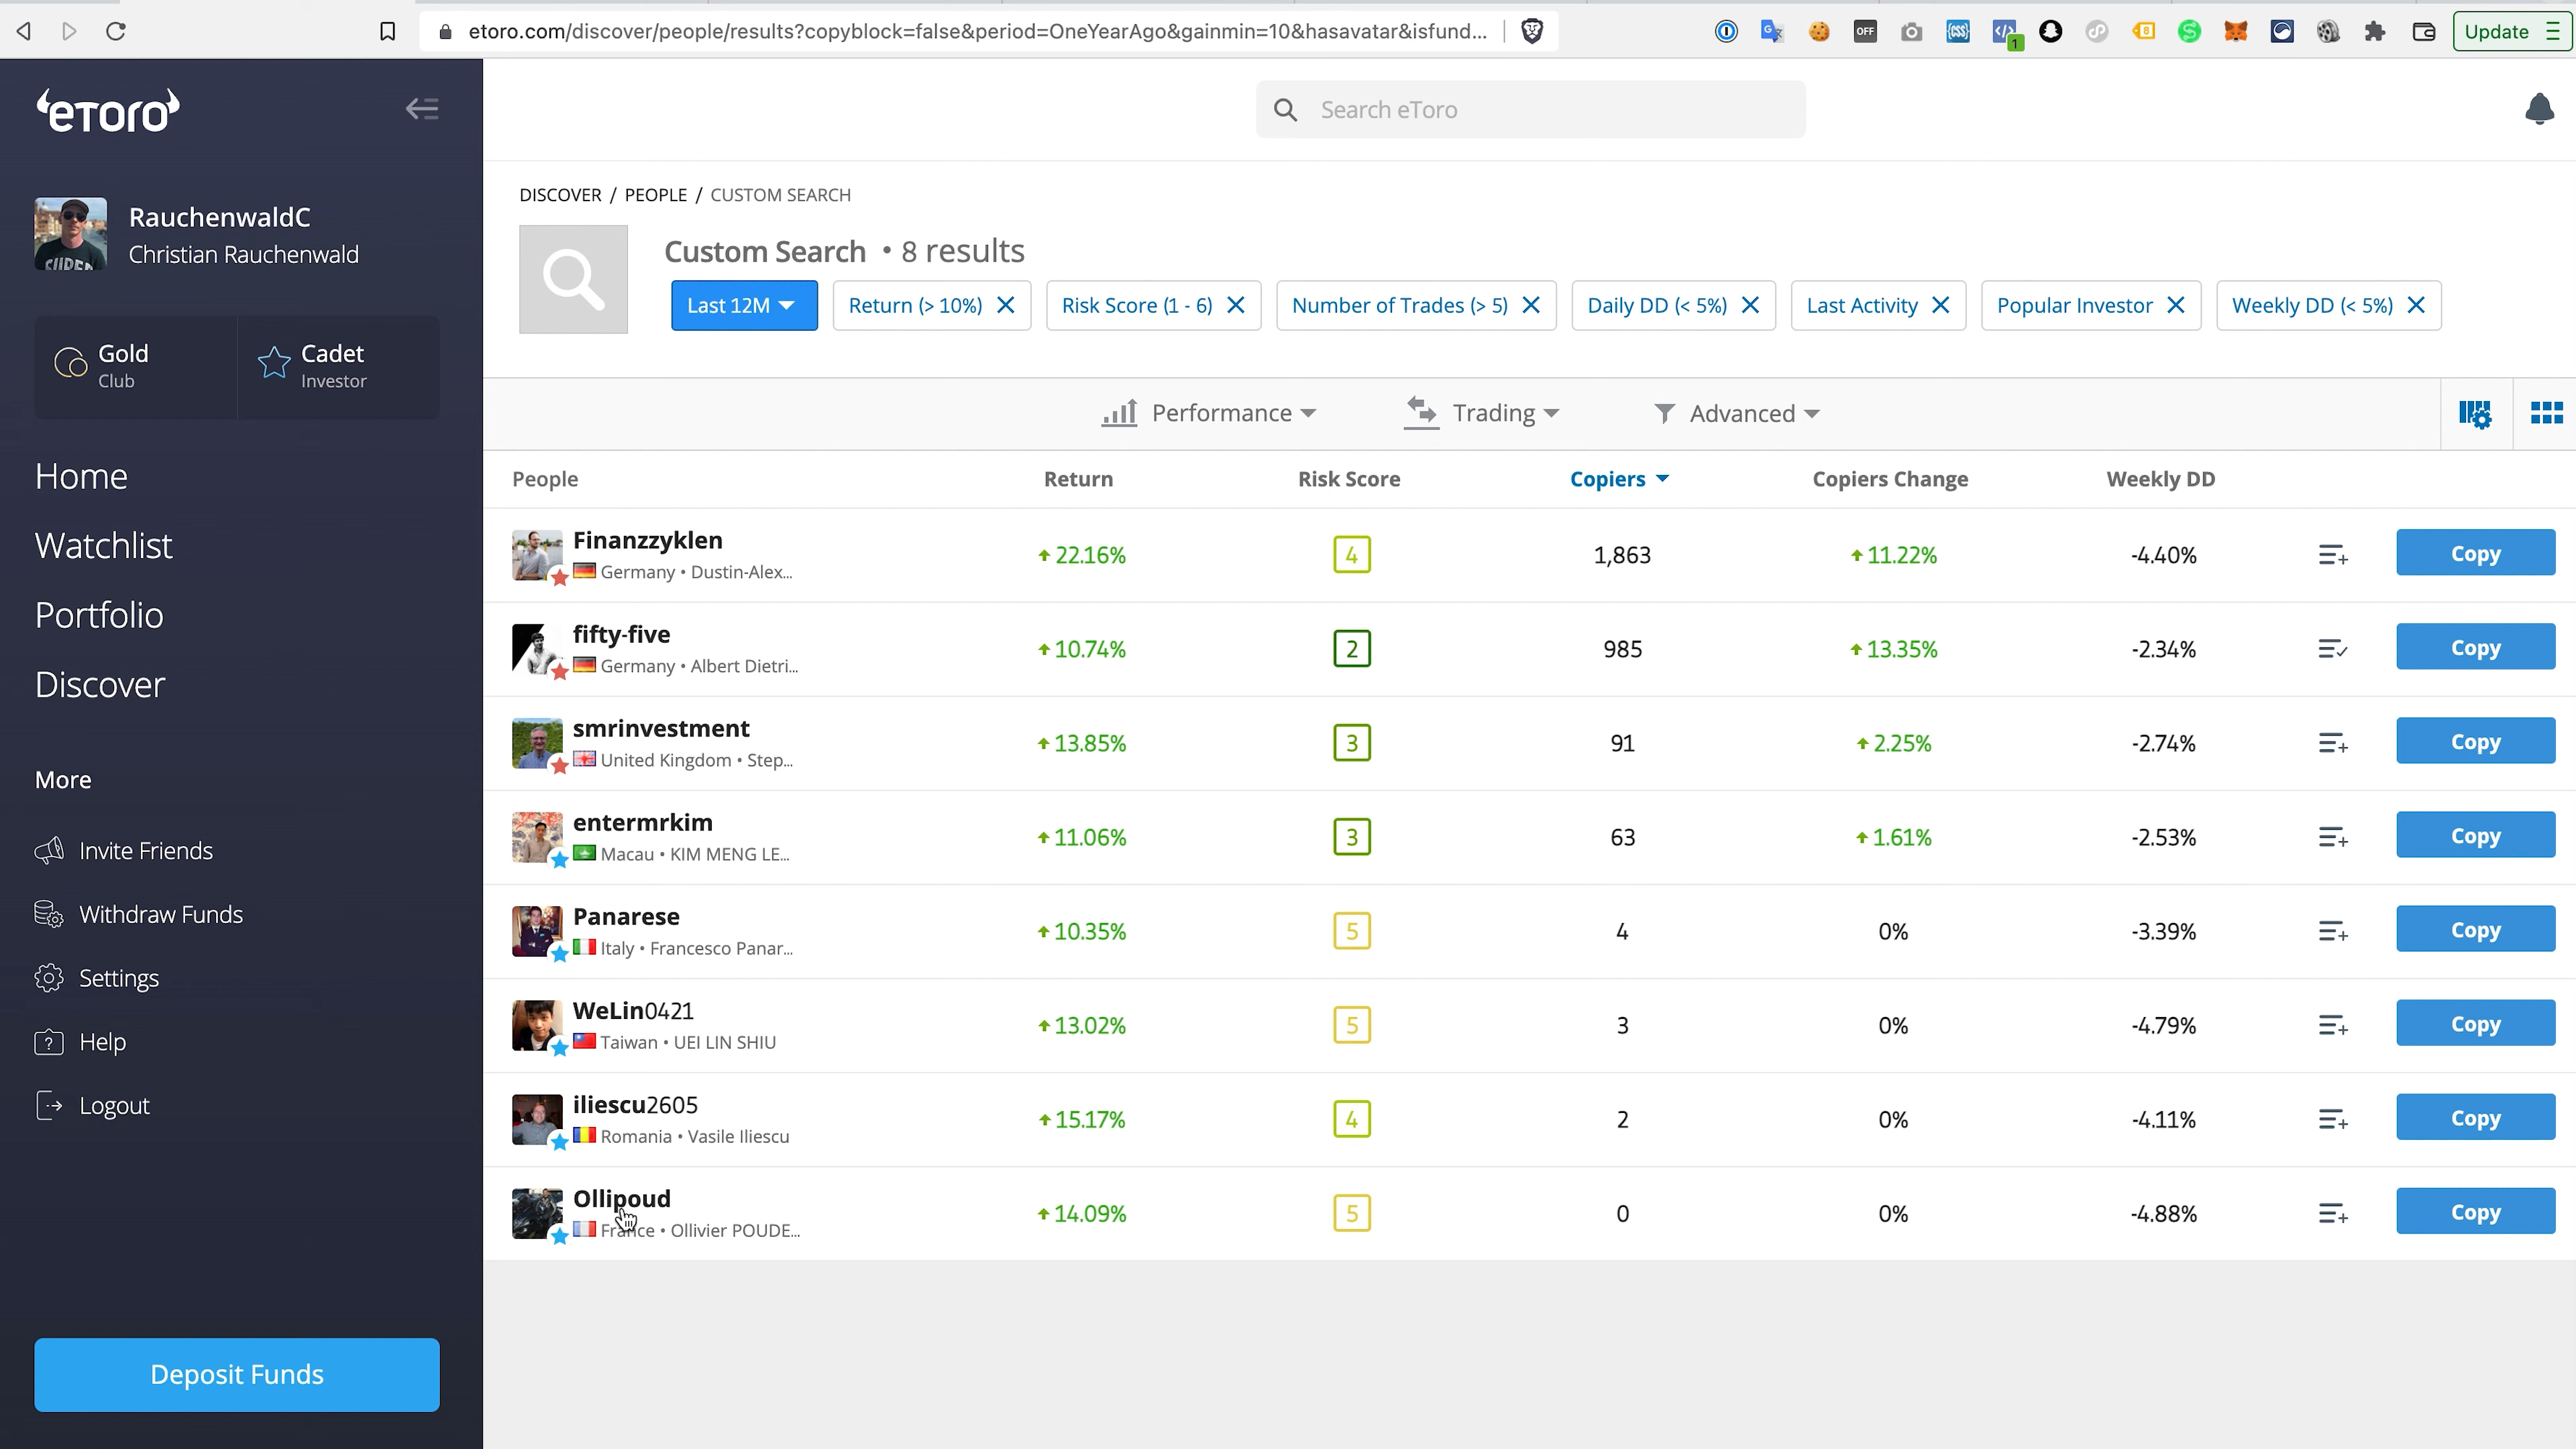 etoro.com/discover/people/results?copyblock=false&period=OneYearAgo&gainmin=10&hasavatar&isfund...
OFF
{CSS}
1
8
Update
eToro
Search eToro
RauchenwaldC
Christian Rauchenwald
Gold
Club
Cadet
Investor
Home
Watchlist
Portfolio
Discover
More
Invite Friends
Withdraw Funds
Settings
Help
Logout
Deposit Funds
DISCOVER / PEOPLE / CUSTOM SEARCH
Custom Search • 8 results
Last 12M Return (> 10%) Risk Score (1 - 6) Number of Trades (> 5) Daily DD (< 5%) Last Activity Popular Investor Weekly DD (< 5%)
Performance Trading Advanced
People Return Risk Score Copiers Copiers Change Weekly DD
Finanzzyklen
Germany • Dustin-Alex...
22.16% 4 1,863 11.22% -4.40% Copy
fifty-five
Germany • Albert Dietri...
10.74% 2 985 13.35% -2.34% Copy
smrinvestment
United Kingdom • Step...
13.85% 3 91 2.25% -2.74% Copy
entermrkim
Macau • KIM MENG LE...
11.06% 3 63 1.61% -2.53% Copy
Panarese
Italy • Francesco Panar...
10.35% 5 4 0% -3.39% Copy
WeLin0421
Taiwan • UEI LIN SHIU
13.02% 5 3 0% -4.79% Copy
iliescu2605
Romania • Vasile Iliescu
15.17% 4 2 0% -4.11% Copy
Ollipoud
France • Ollivier POUDE...
14.09% 5 0 0% -4.88% Copy